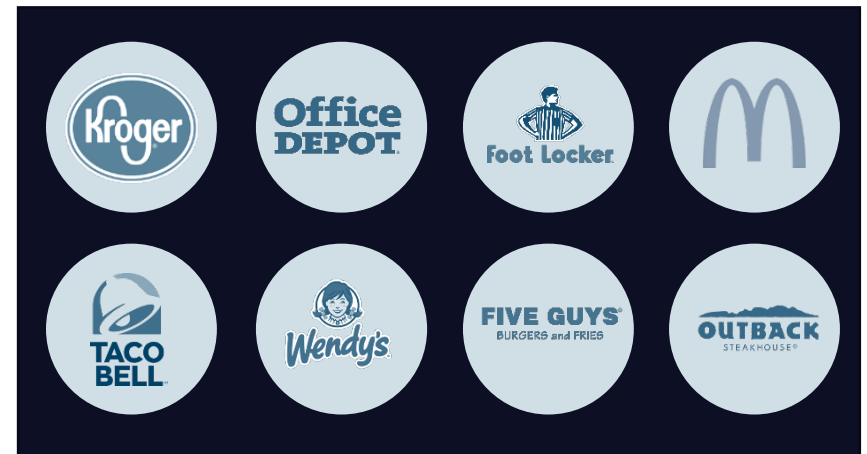 Kroger
Office
DEPOT
Foot Locker
M
TACO
BELL
Wendy's
FIVE GUYS®
BURGERS and FRIES
OUTBACK
STEAKHOUSE®